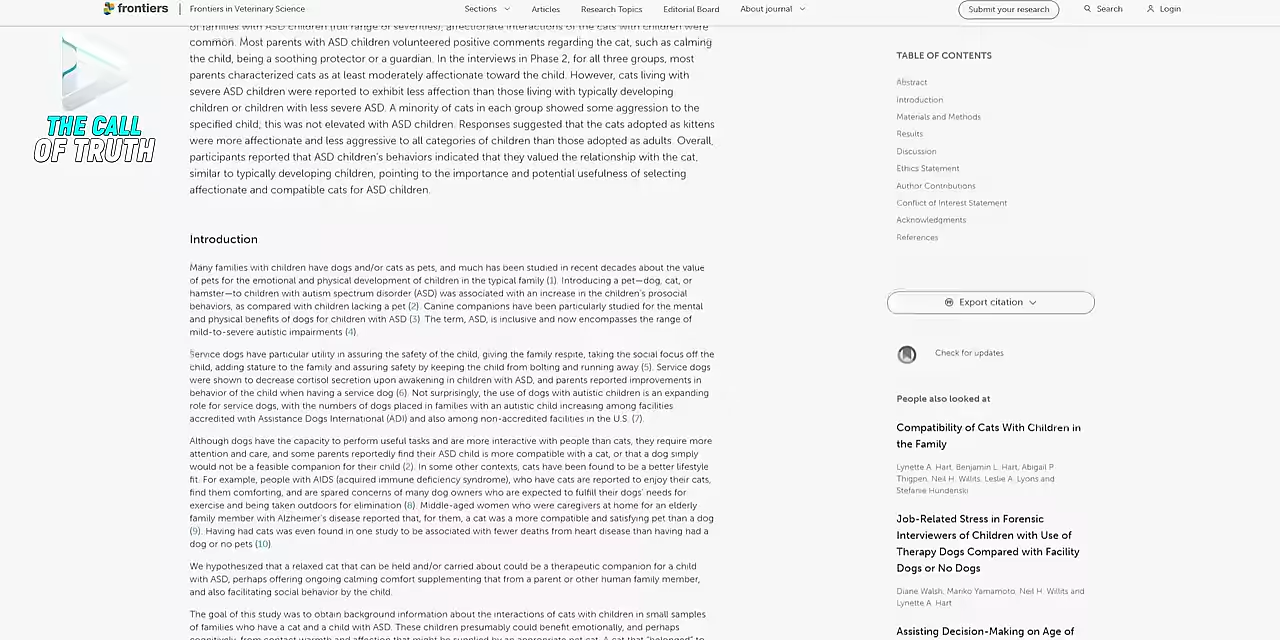 frontiers
Frontiers in Veterinary Science
Sections
Articles
Research Topics
Editorial Board
About journal
Submit your research
Search
Login
THE CALL
OF TRUTH
of families with ASD children (full range of severities), affectionate interactions of the cats with children were
common. Most parents with ASD children volunteered positive comments regarding the cat, such as calming
the child, being a soothing protector or a guardian. In the interviews in Phase 2, for all three groups, most
parents characterized cats as at least moderately affectionate toward the child. However, cats living with
severe ASD children were reported to exhibit less affection than those living with typically developing
children or children with less severe ASD. A minority of cats in each group showed some aggression to the
specified child; this was not elevated with ASD children. Responses suggested that the cats adopted as kittens
were more affectionate and less aggressive to all categories of children than those adopted as adults. Overall,
participants reported that ASD children's behaviors indicated that they valued the relationship with the cat,
similar to typically developing children, pointing to the importance and potential usefulness of selecting
affectionate and compatible cats for ASD children.
Introduction
Many families with children have dogs and/or cats as pets, and much has been studied in recent decades about the value
of pets for the emotional and physical development of children in the typical family (1). Introducing a pet—dog, cat, or
hamster—to children with autism spectrum disorder (ASD) was associated with an increase in the children's prosocial
behaviors, as compared with children lacking a pet (2). Canine companions have been particularly studied for the mental
and physical benefits of dogs for children with ASD (3). The term, ASD, is inclusive and now encompasses the range of
mild-to-severe autistic impairments (4).
Service dogs have particular utility in assuring the safety of the child, giving the family respite, taking the social focus off the
child, adding stature to the family and assuring safety by keeping the child from bolting and running away (5). Service dogs
were shown to decrease cortisol secretion upon awakening in children with ASD, and parents reported improvements in
behavior of the child when having a service dog (6). Not surprisingly, the use of dogs with autistic children is an expanding
role for service dogs, with the numbers of dogs placed in families with an autistic child increasing among facilities
accredited with Assistance Dogs International (ADI) and also among non-accredited facilities in the U.S. (7).
Although dogs have the capacity to perform useful tasks and are more interactive with people than cats, they require more
attention and care, and some parents reportedly find their ASD child is more compatible with a cat, or that a dog simply
would not be a feasible companion for their child (2). In some other contexts, cats have been found to be a better lifestyle
fit. For example, people with AIDS (acquired immune deficiency syndrome), who have cats are reported to enjoy their cats,
find them comforting, and are spared concerns of many dog owners who are expected to fulfill their dogs' needs for
exercise and being taken outdoors for elimination (8). Middle-aged women who were caregivers at home for an elderly
family member with Alzheimer's disease reported that, for them, a cat was a more compatible and satisfying pet than a dog
(9). Having had cats was even found in one study to be associated with fewer deaths from heart disease than having had a
dog or no pets (10).
We hypothesized that a relaxed cat that can be held and/or carried about could be a therapeutic companion for a child
with ASD, perhaps offering ongoing calming comfort supplementing that from a parent or other human family member,
and also facilitating social behavior by the child.
The goal of this study was to obtain background information about the interactions of cats with children in small samples
of families who have a cat and a child with ASD. These children presumably could benefit emotionally, and perhaps
cognitively, from contact warmth and affection that might be supplied by an appropriate pet cat. A cat that "belonged" to
TABLE OF CONTENTS
Abstract
Introduction
Materials and Methods
Results
Discussion
Ethics Statement
Author Contributions
Conflict of Interest Statement
Acknowledgments
References
Export citation
Check for updates
People also looked at
Compatibility of Cats With Children in
the Family
Lynette A. Hart, Benjamin L. Hart, Abigail P.
Thigpen, Neil H. Willits, Leslie A. Lyons and
Stefanie Hundenski
Job-Related Stress in Forensic
Interviewers of Children with Use of
Therapy Dogs Compared with Facility
Dogs or No Dogs
Diane Walsh, Mariko Yamamoto, Neil H. Willits and
Lynette A. Hart
Assisting Decision-Making on Age of